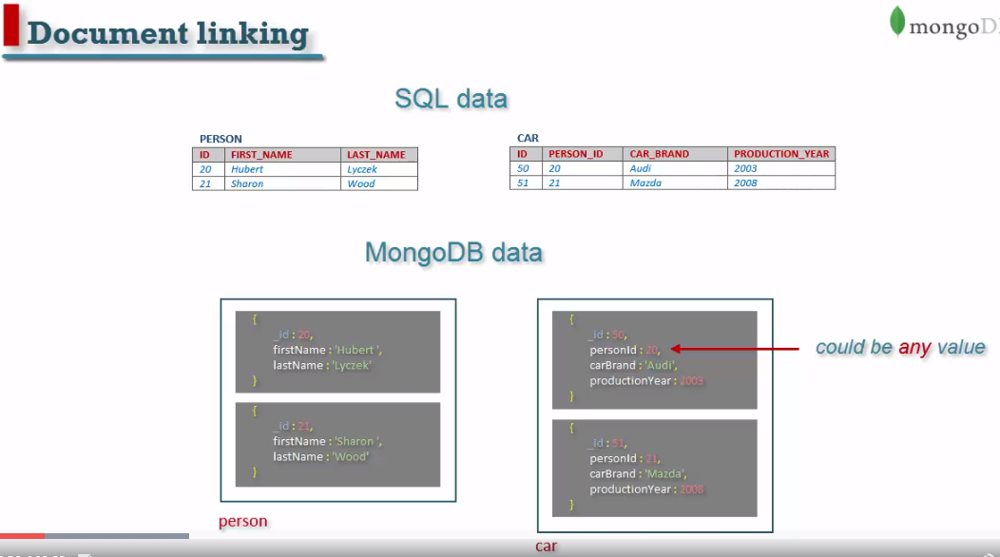 Document linking
mongoD
SQL data
PERSON
ID FIRST_NAME LAST_NAME
20 Hubert Lyczek
21 Sharon Wood
CAR
ID PERSON_ID CAR_BRAND PRODUCTION_YEAR
50 20 Audi 2003
51 21 Mazda 2008
MongoDB data
{
_id : 20,
firstName : 'Hubert ',
lastName : 'Lyczek'
}
{
_id : 21,
firstName : 'Sharon ',
lastName : 'Wood'
}
person
{
_id : 50,
personId : 20,
carBrand : 'Audi',
productionYear : 2003
}
{
_id : 51,
personId : 21,
carBrand : 'Mazda',
productionYear : 2008
}
car
could be any value